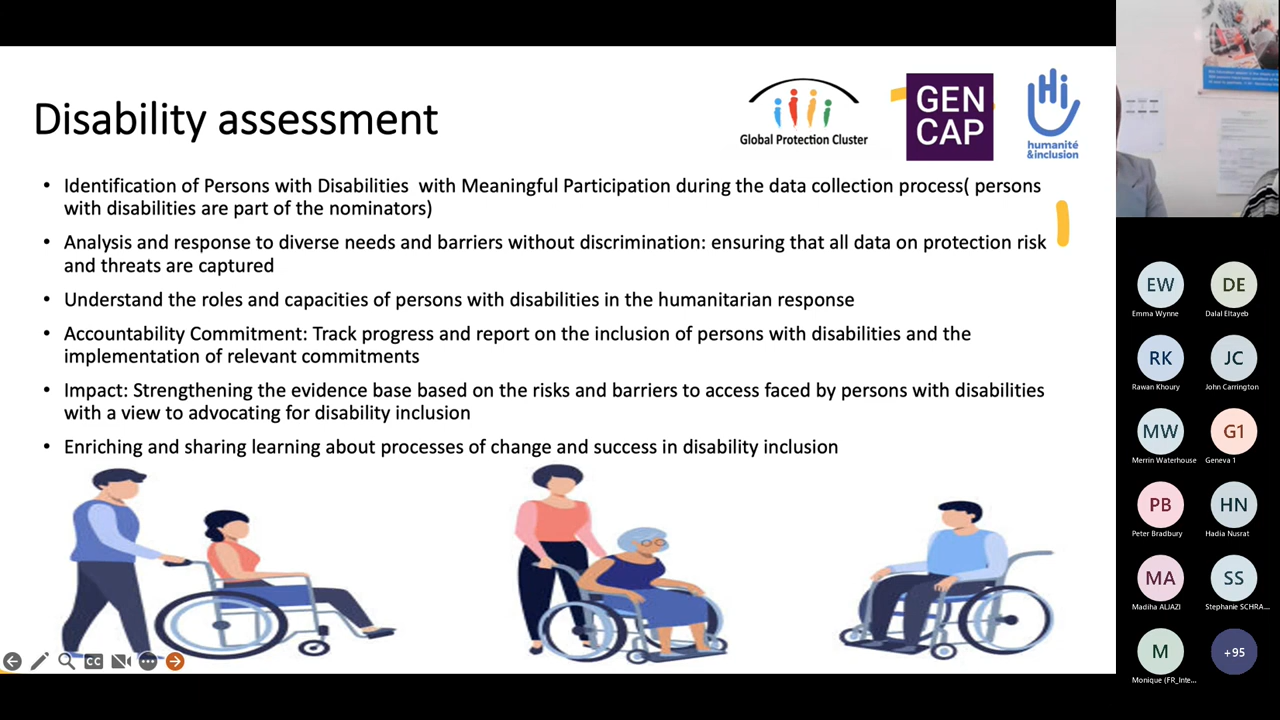 Disability assessment
Global Protection Cluster
GEN
CAP
Hi
humanité
&inclusion
• Identification of Persons with Disabilities  with Meaningful Participation during the data collection process( persons
with disabilities are part of the nominators)
• Analysis and response to diverse needs and barriers without discrimination: ensuring that all data on protection risk
and threats are captured
• Understand the roles and capacities of persons with disabilities in the humanitarian response
• Accountability Commitment: Track progress and report on the inclusion of persons with disabilities and the
implementation of relevant commitments
• Impact: Strengthening the evidence base based on the risks and barriers to access faced by persons with disabilities
with a view to advocating for disability inclusion
• Enriching and sharing learning about processes of change and success in disability inclusion
CC
EW
Emma Wynne
DE
Dalal Eltayeb
RK
Rawan Khoury
JC
John Carrington
MW
Merrin Waterhouse
G1
Geneva 1
PB
Peter Bradbury
HN
Hadia Nusrat
MA
Madiha ALJAZI
SS
Stephanie SCHRA...
M
Monique (FR_Inte...
+95